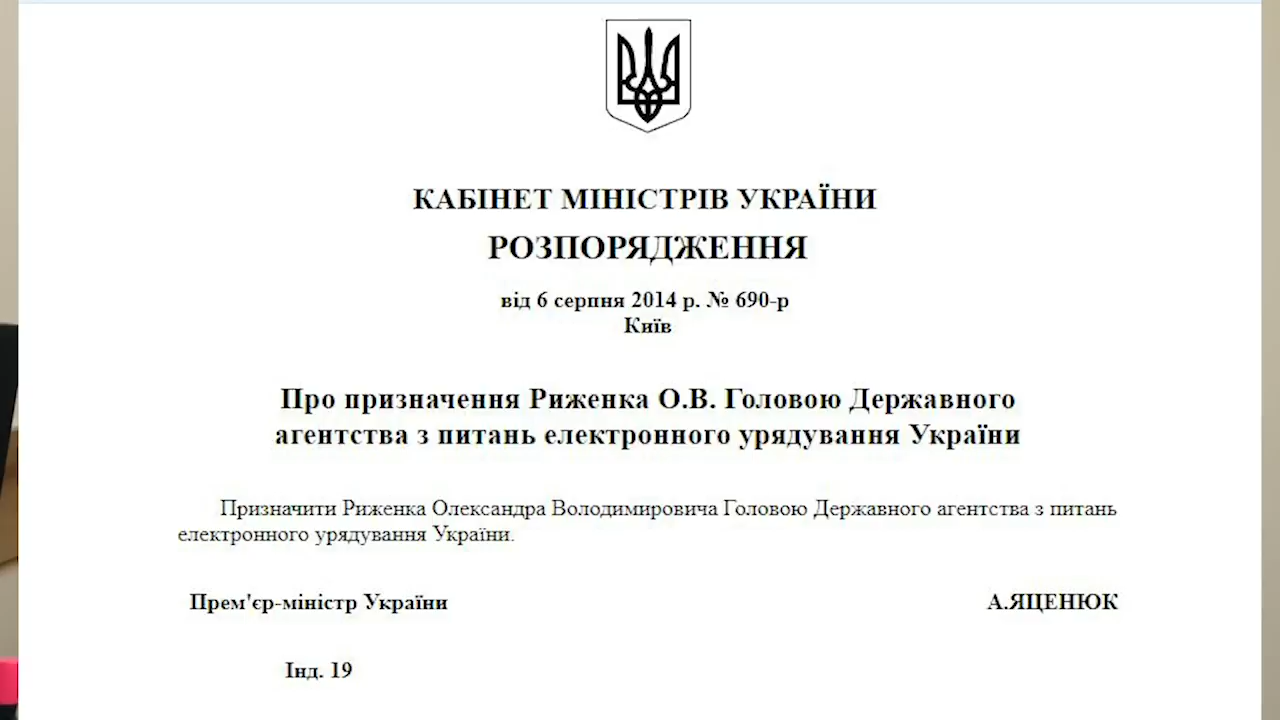 КАБІНЕТ МІНІСТРІВ УКРАЇНИ
РОЗПОРЯДЖЕННЯ
від 6 серпня 2014 р. № 690-р
Київ
Про призначення Риженка О.В. Головою Державного
агентства з питань електронного урядування України
Призначити Риженка Олександра Володимировича Головою Державного агентства з питань
електронного урядування України.
Прем'єр-міністр України А.ЯЦЕНЮК
Інд. 19